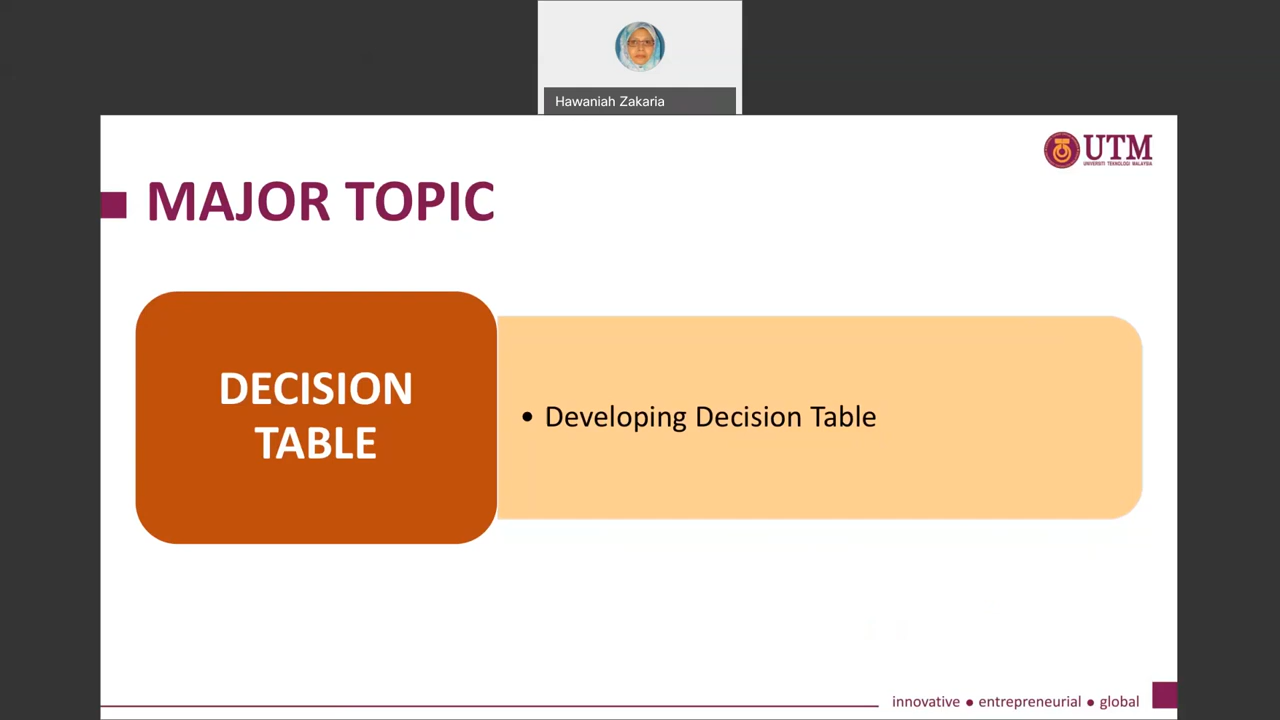 Hawaniah Zakaria
UTM
UNIVERSITI TEKNOLOGI MALAYSIA
MAJOR TOPIC
DECISION
TABLE
• Developing Decision Table
innovative ● entrepreneurial ● global